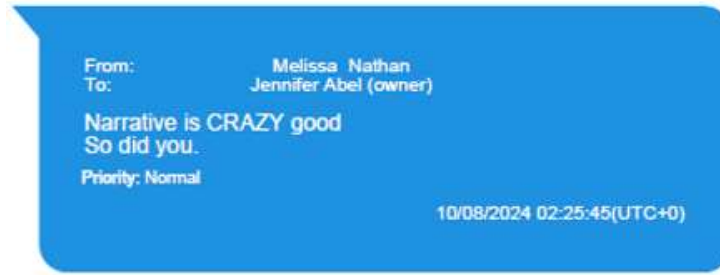 From: Melissa Nathan
To: Jennifer Abel (owner)
Narrative is CRAZY good
So did you.
Priority: Normal
10/08/2024 02:25:45(UTC+0)